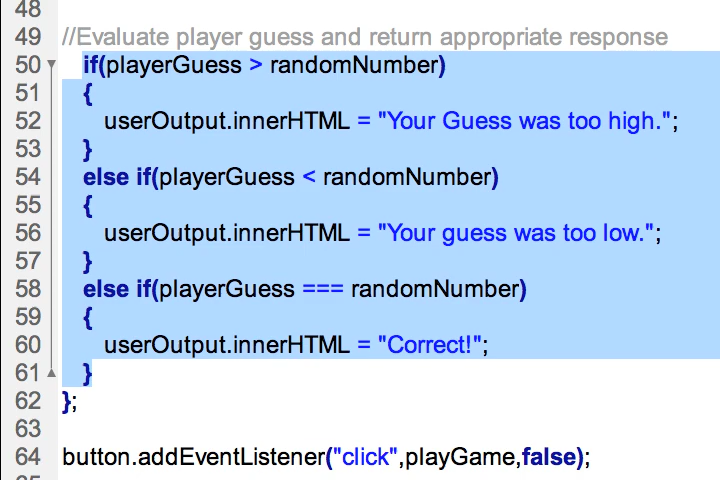 48
49 //Evaluate player guess and return appropriate response
50 if(playerGuess > randomNumber)
51 {
52 userOutput.innerHTML = "Your Guess was too high.";
53 }
54 else if(playerGuess < randomNumber)
55 {
56 userOutput.innerHTML = "Your guess was too low.";
57 }
58 else if(playerGuess === randomNumber)
59 {
60 userOutput.innerHTML = "Correct!";
61 }
62 };
63
64 button.addEventListener("click",playGame,false);